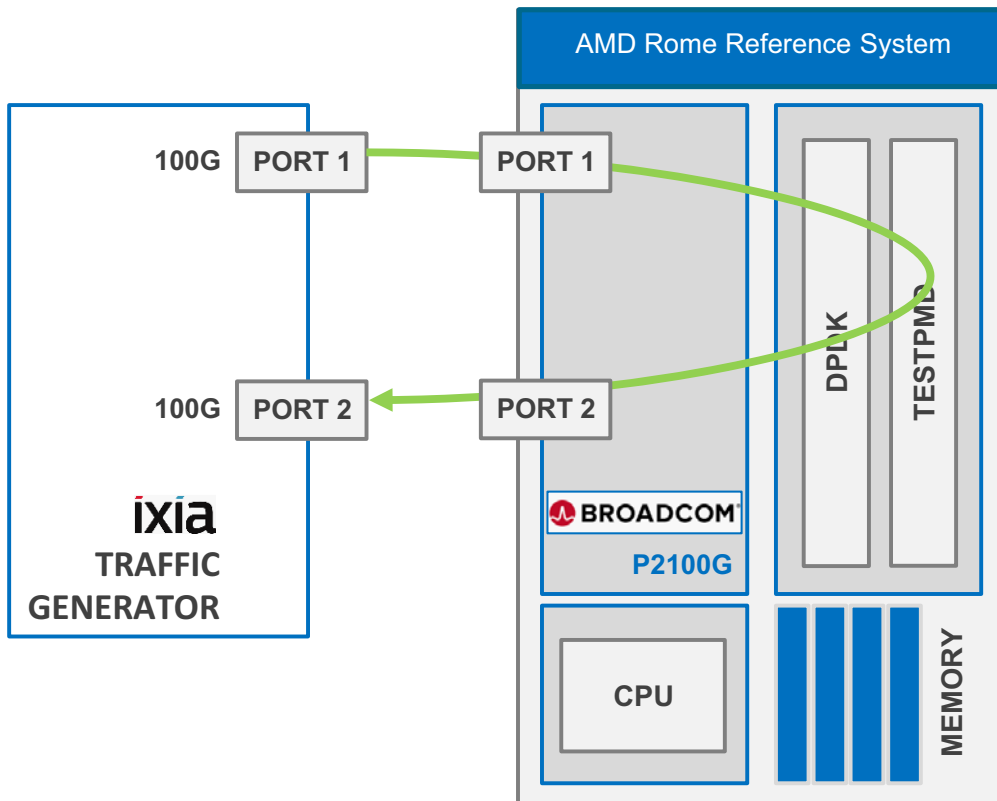 AMD Rome Reference System
100G
PORT 1
PORT 1
DPDK
TESTPMD
100G
PORT 2
PORT 2
ixia
TRAFFIC
GENERATOR
BROADCOM®
P2100G
CPU
MEMORY